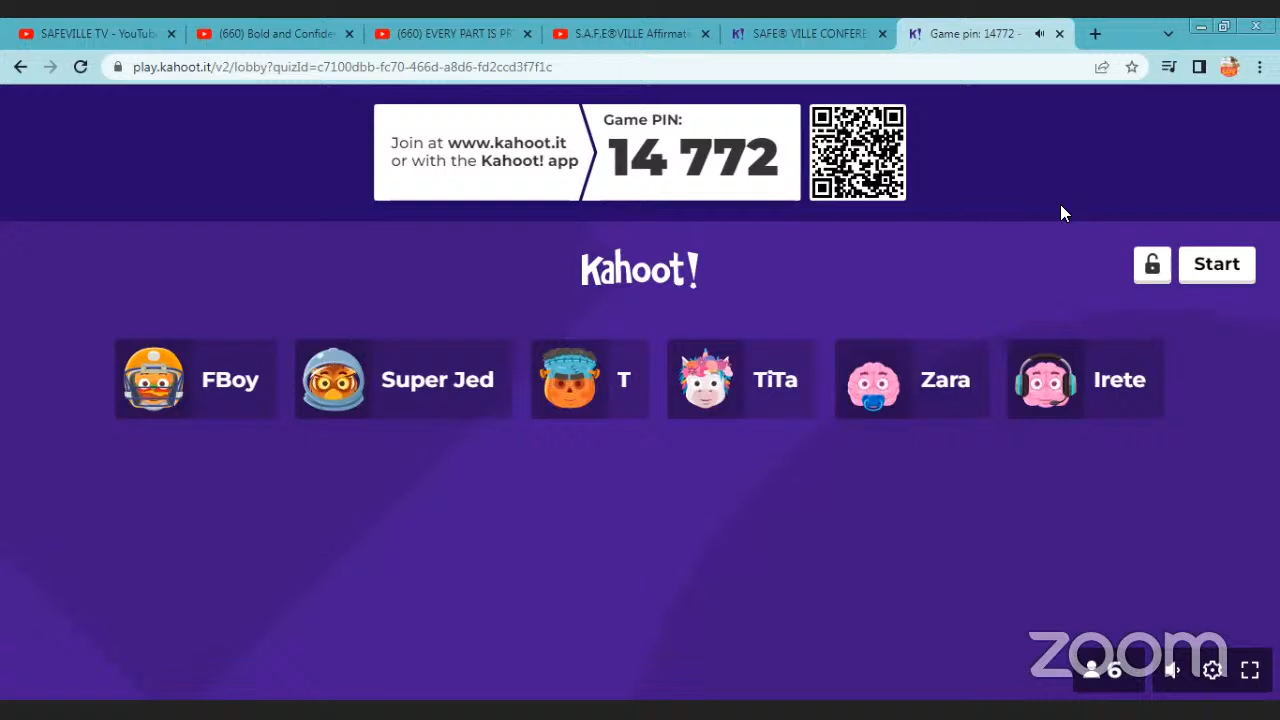 SAFEVILLE TV - YouTube
(660) Bold and Confide
(660) EVERY PART IS PR
S.A.F.E®VILLE Affirmati
K! SAFE® VILLE CONFERE
K! Game pin: 14772 -
play.kahoot.it/v2/lobby?quizId=c7100dbb-fc70-466d-a8d6-fd2ccd3f7f1c
Join at www.kahoot.it
or with the Kahoot! app
Game PIN:
14 772
Kahoot!
Start
FBoy
Super Jed
T
TiTa
Zara
Irete
zoom
6